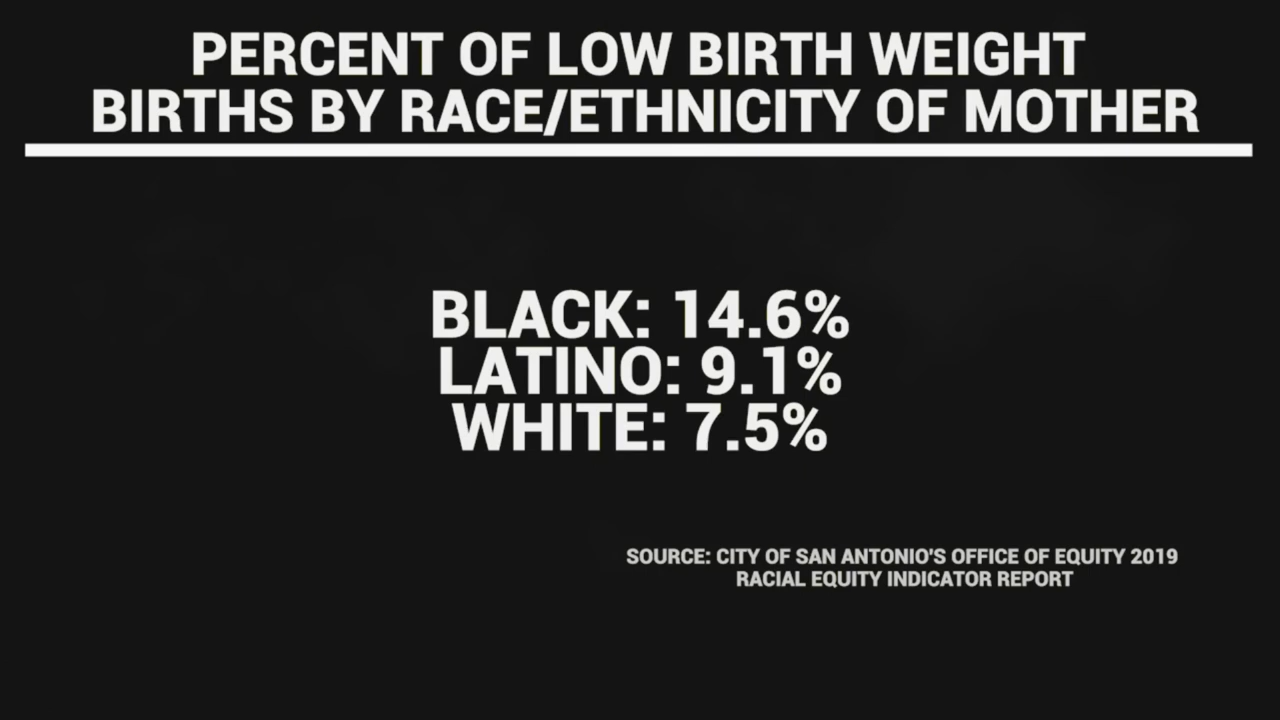 PERCENT OF LOW BIRTH WEIGHT
BIRTHS BY RACE/ETHNICITY OF MOTHER
BLACK: 14.6%
LATINO: 9.1%
WHITE: 7.5%
SOURCE: CITY OF SAN ANTONIO'S OFFICE OF EQUITY 2019
RACIAL EQUITY INDICATOR REPORT